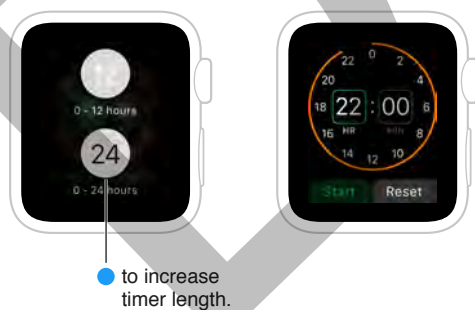 0 - 12 hours
24
0 - 24 hours
0
2
4
6
8
10
12
14
16
18
20
22
22 : 00
HR MIN
Start Reset
to increase
timer length.